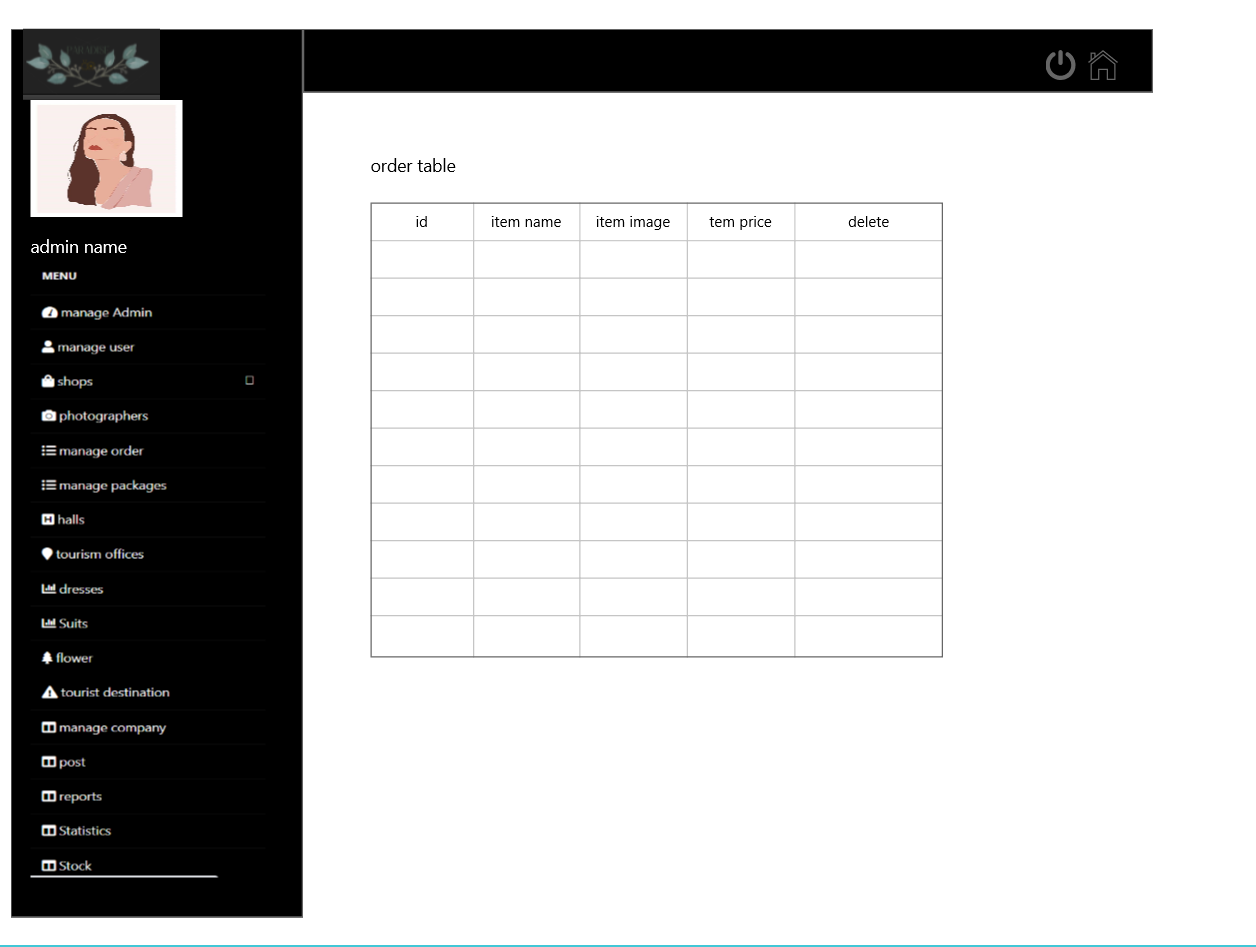 PARADISE
order table
id item name item image tem price delete
admin name
MENU
manage Admin
manage user
shops
photographers
manage order
manage packages
halls
tourism offices
dresses
Suits
flower
tourist destination
manage company
post
reports
Statistics
Stock